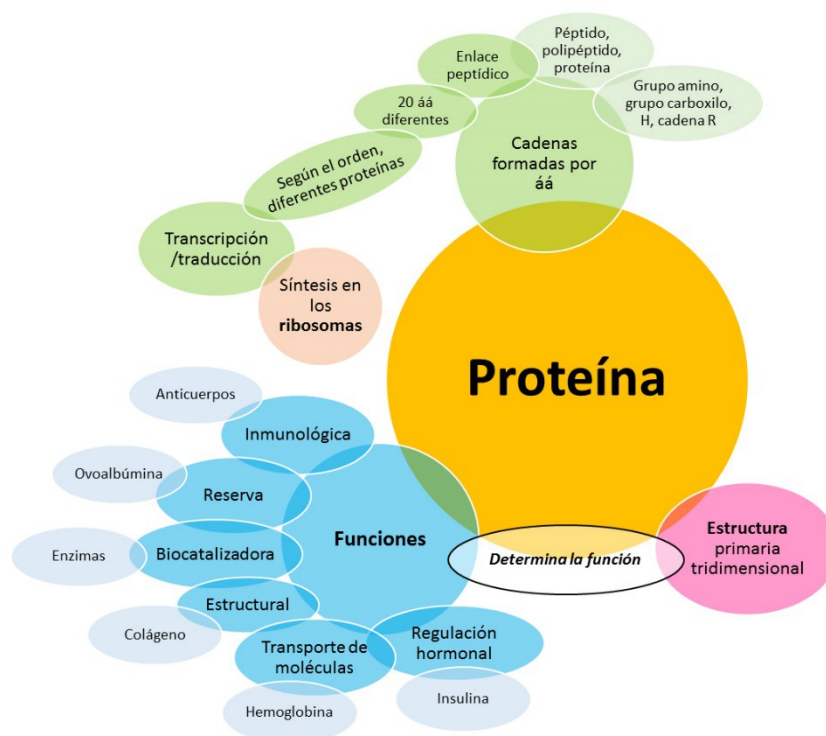 Péptido,
polipéptido,
proteína
Enlace
peptídico
Grupo amino,
grupo carboxilo,
H, cadena R
20 áá
diferentes
Cadenas
formadas por
áá
Según el orden,
diferentes proteínas
Transcripción
/traducción
Síntesis en
los
ribosomas
Proteína
Anticuerpos
Inmunológica
Ovoalbúmina
Reserva
Enzimas
Biocatalizadora
Funciones
Determina la función
Estructura
primaria
tridimensional
Estructural
Colágeno
Transporte de
moléculas
Regulación
hormonal
Hemoglobina
Insulina